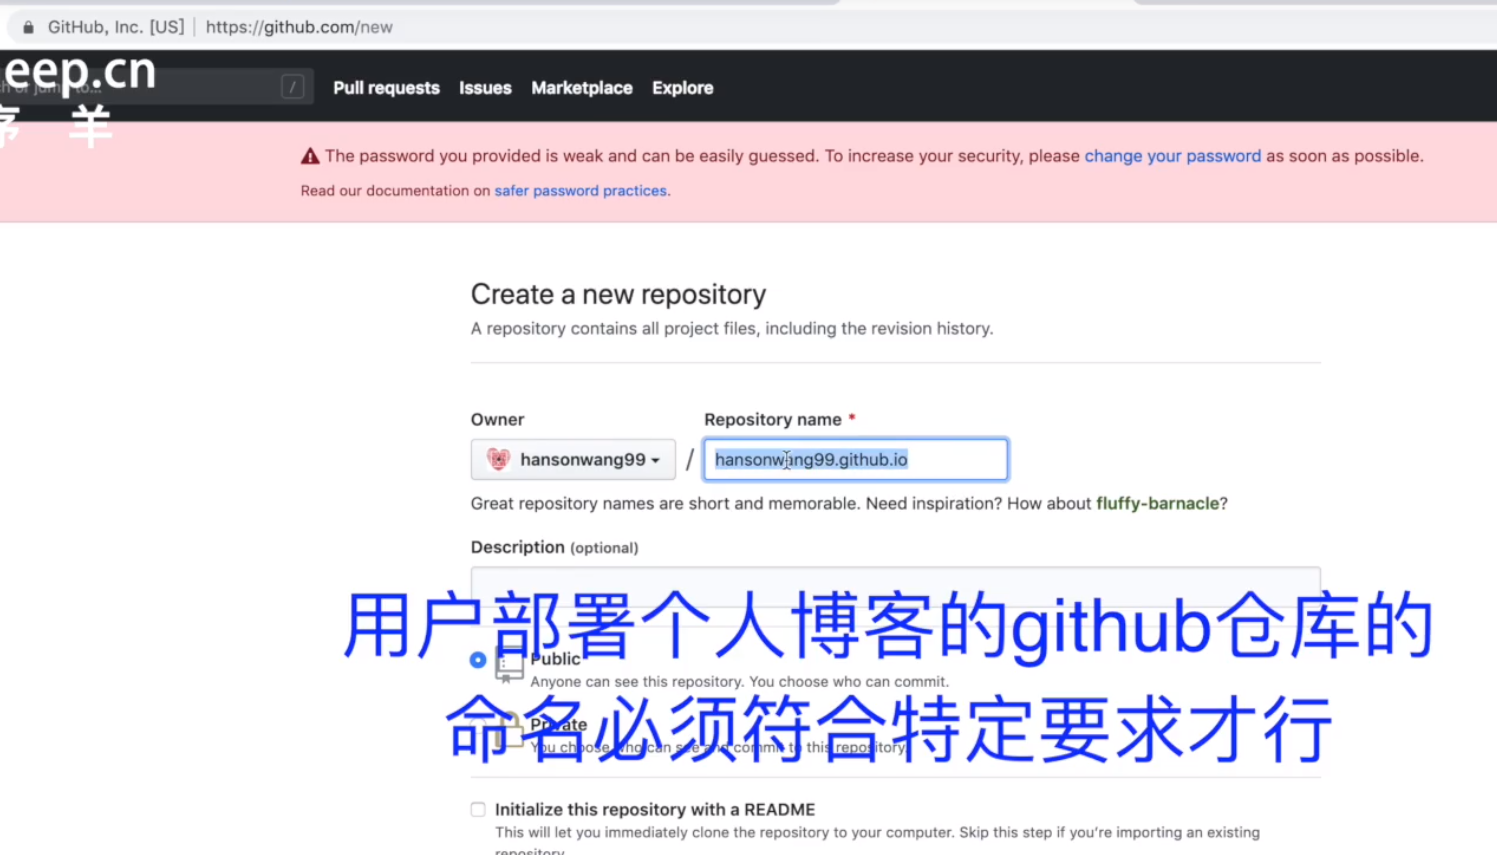 GitHub, Inc. [US] | https://github.com/new
eep.cn
序 羊
/ Pull requests Issues Marketplace Explore
The password you provided is weak and can be easily guessed. To increase your security, please change your password as soon as possible.
Read our documentation on safer password practices.
Create a new repository
A repository contains all project files, including the revision history.
Owner
Repository name *
hansonwang99 / hansonwang99.github.io
Great repository names are short and memorable. Need inspiration? How about fluffy-barnacle?
Description (optional)
用户部署个人博客的github仓库的
Public
Anyone can see this repository. You choose who can commit.
命名必须符合特定要求才行
Private
You choose who can see and commit to this repository.
Initialize this repository with a README
This will let you immediately clone the repository to your computer. Skip this step if you're importing an existing
repository.